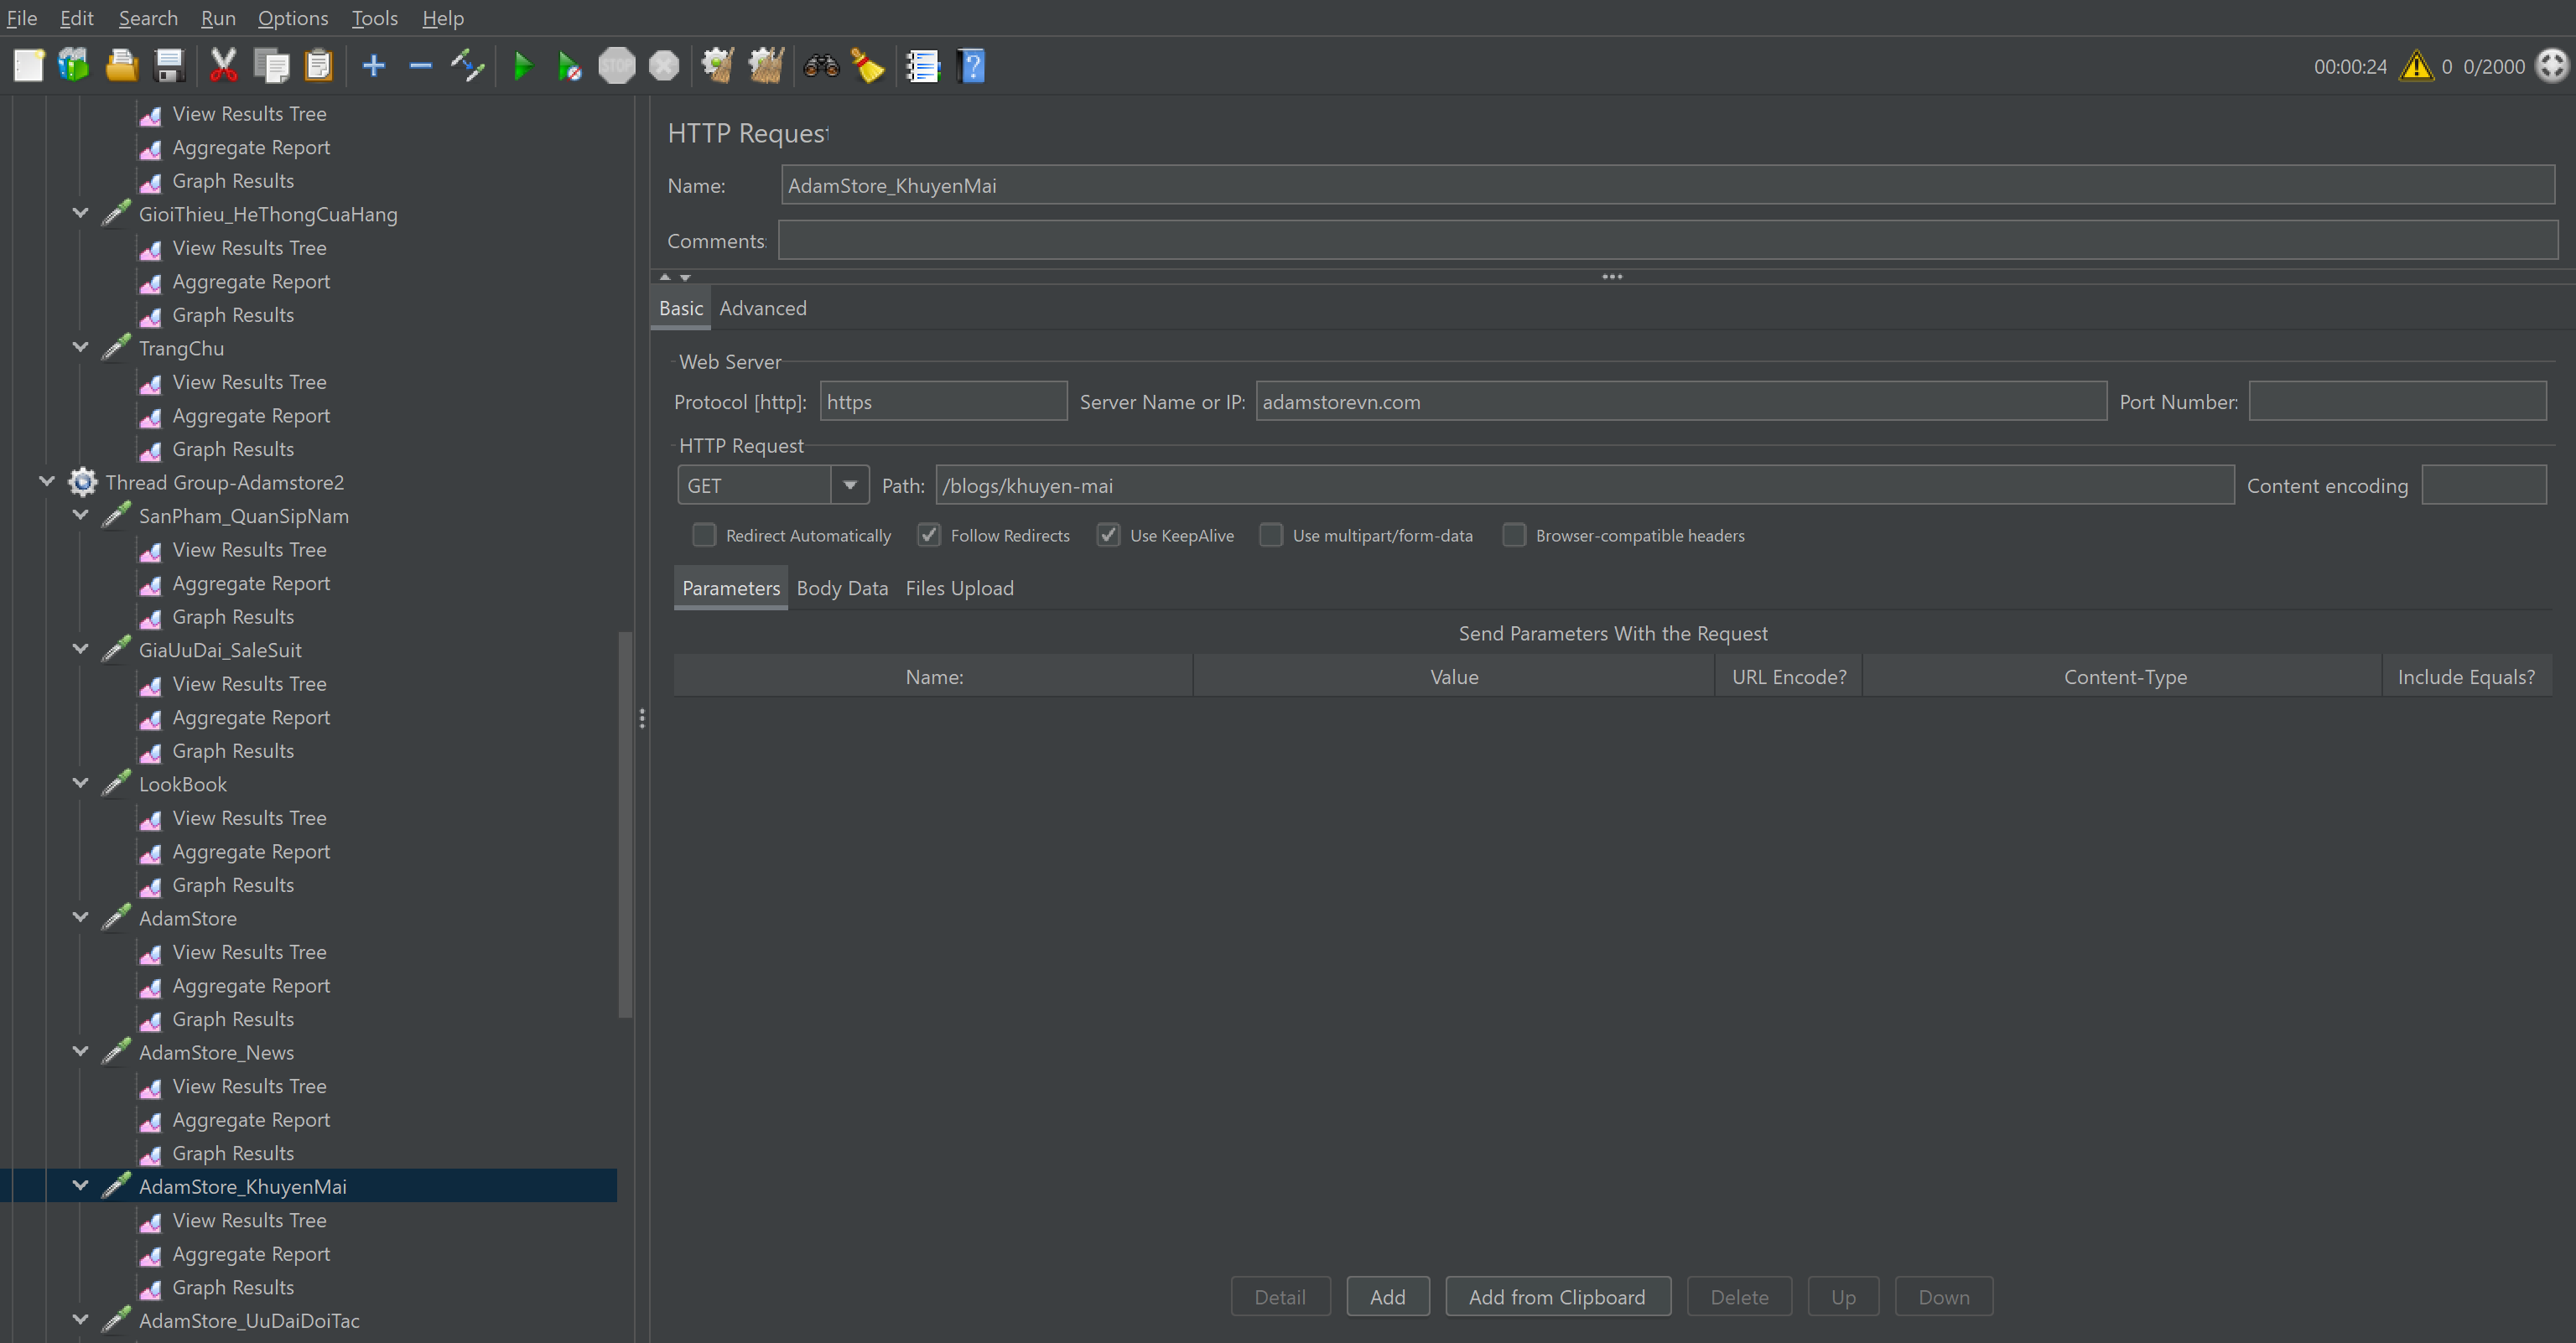 File Edit Search Run Options Tools Help
STOP
00:00:24 0 0/2000
View Results Tree
Aggregate Report
Graph Results
GioiThieu_HeThongCuaHang
View Results Tree
Aggregate Report
Graph Results
TrangChu
View Results Tree
Aggregate Report
Graph Results
Thread Group-Adamstore2
SanPham_QuanSipNam
View Results Tree
Aggregate Report
Graph Results
GiaUuDai_SaleSuit
View Results Tree
Aggregate Report
Graph Results
LookBook
View Results Tree
Aggregate Report
Graph Results
AdamStore
View Results Tree
Aggregate Report
Graph Results
AdamStore_News
View Results Tree
Aggregate Report
Graph Results
AdamStore_KhuyenMai
View Results Tree
Aggregate Report
Graph Results
AdamStore_UuDaiDoiTac
HTTP Request
Name: AdamStore_KhuyenMai
Comments:
Basic Advanced
Web Server
Protocol [http]: https Server Name or IP: adamstorevn.com Port Number:
HTTP Request
GET Path: /blogs/khuyen-mai Content encoding
Redirect Automatically Follow Redirects Use KeepAlive Use multipart/form-data Browser-compatible headers
Parameters Body Data Files Upload
Send Parameters With the Request
Name: Value URL Encode? Content-Type Include Equals?
Detail Add Add from Clipboard Delete Up Down